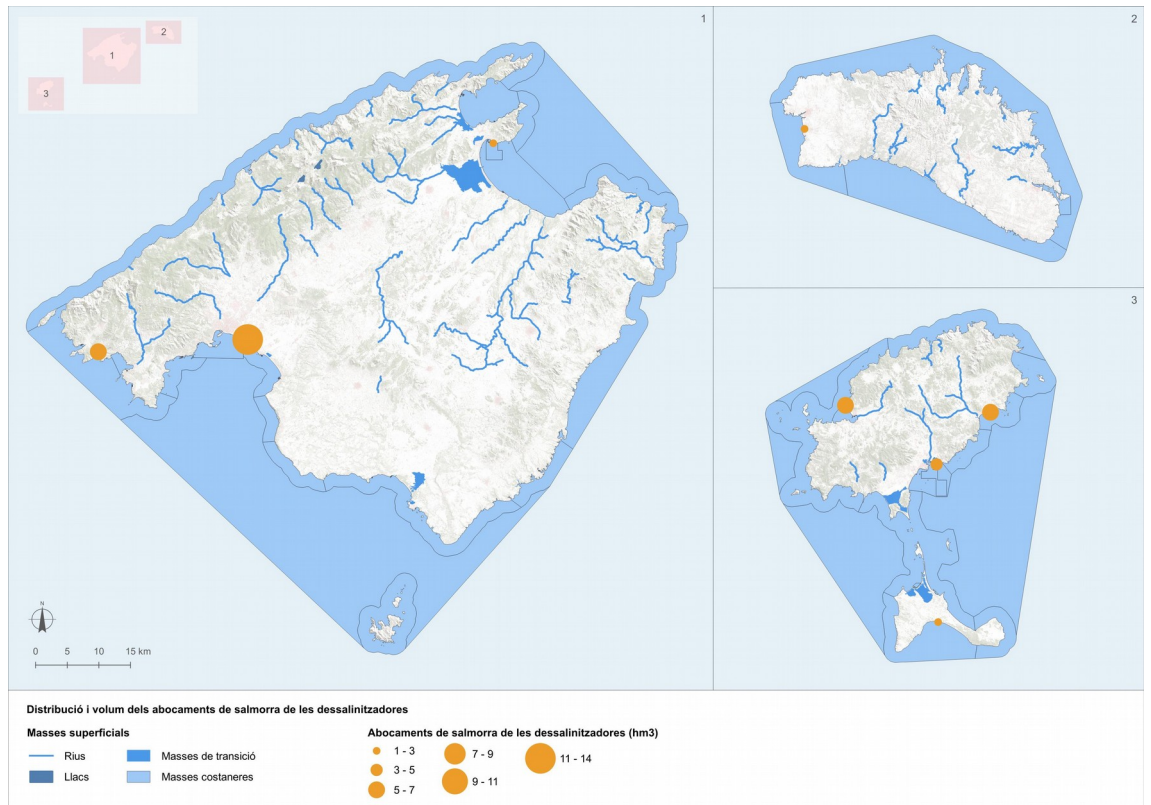 1
2
3
1
2
3
N
0 5 10 15 km
Distribució i volum dels abocaments de salmorra de les dessalinitzadores
Masses superficials
Rius
Masses de transició
Llacs
Masses costaneres
Abocaments de salmorra de les dessalinitzadores (hm3)
1 - 3
3 - 5
5 - 7
7 - 9
9 - 11
11 - 14